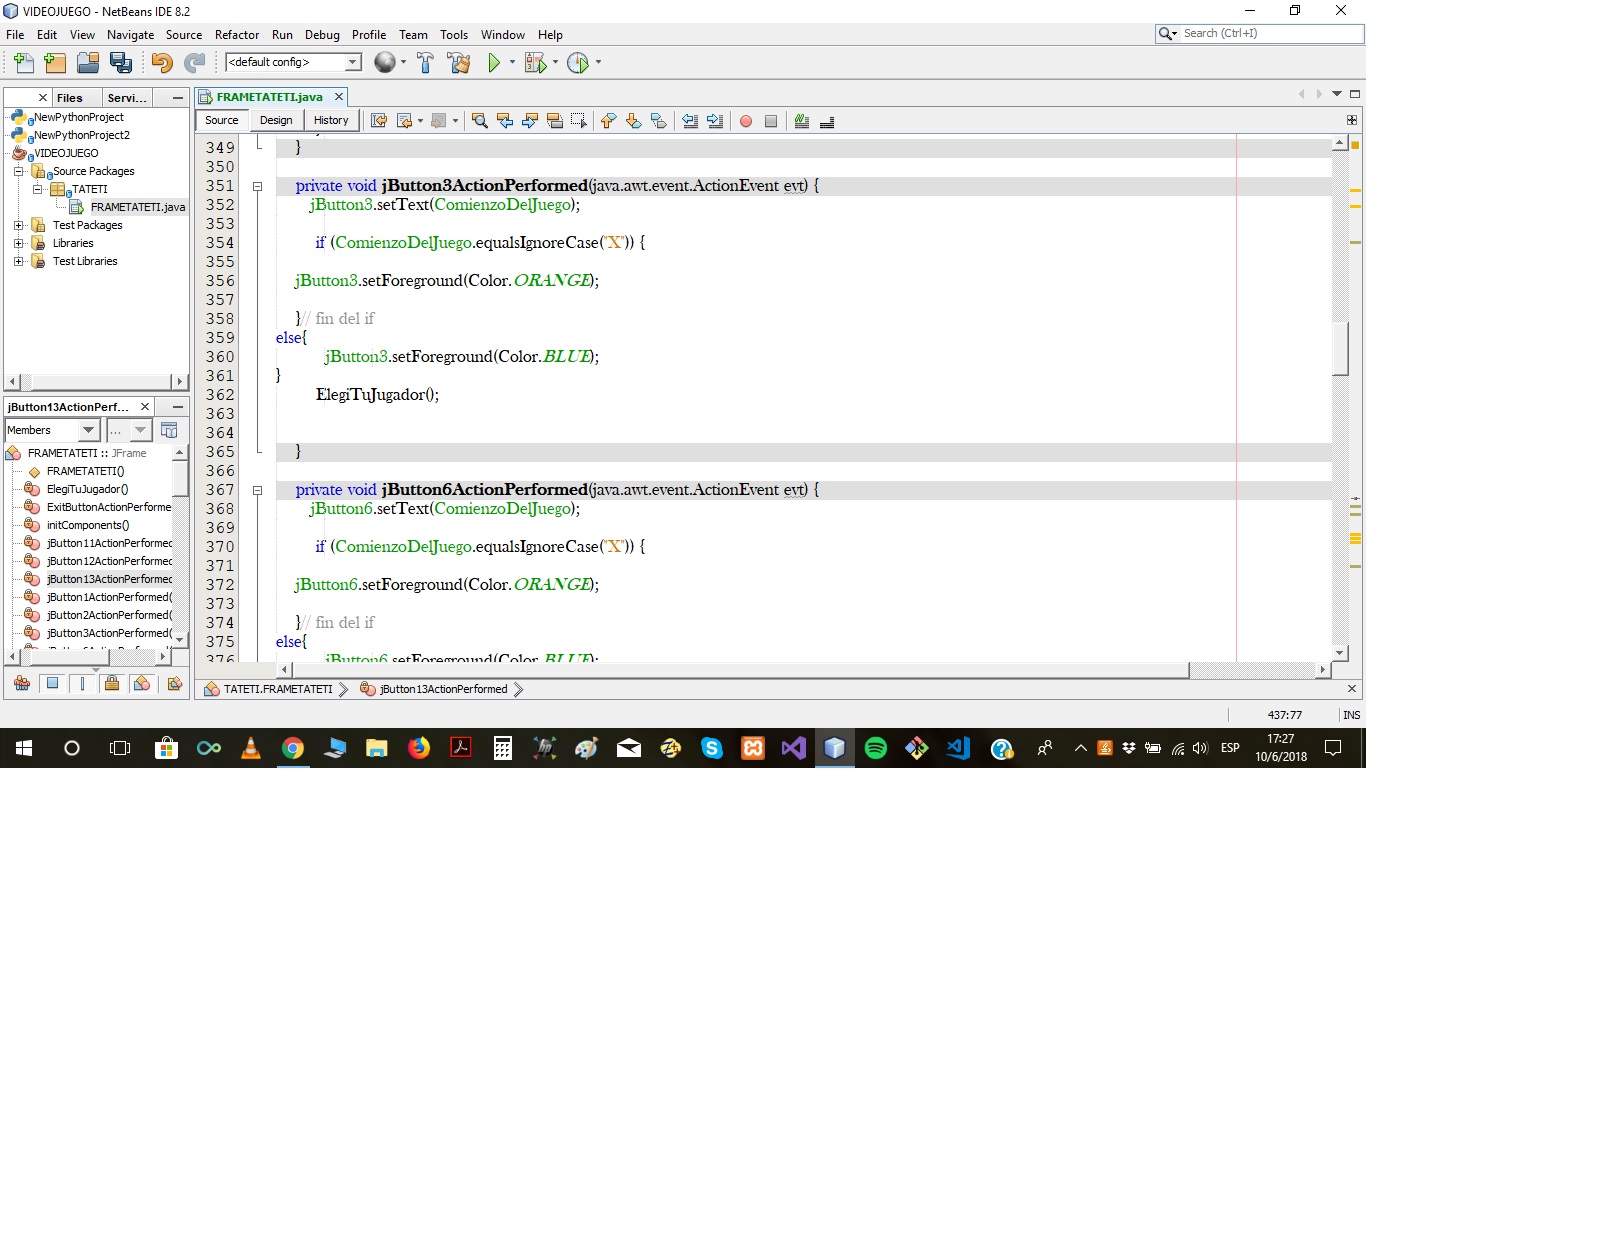 VIDEOJUEGO - NetBeans IDE 8.2
File Edit View Navigate Source Refactor Run Debug Profile Team Tools Window Help
Search (Ctrl+I)
<default config>
Files Servi...
NewPythonProject
NewPythonProject2
VIDEOJUEGO
Source Packages
TATETI
FRAMETATETI.java
Test Packages
Libraries
Test Libraries
jButton13ActionPerf...
Members ...
FRAMETATETI :: JFrame
FRAMETATETI()
ElegiTuJugador()
ExitButtonActionPerforme
initComponents()
jButton11ActionPerformed
jButton12ActionPerformed
jButton13ActionPerformed
jButton1ActionPerformed(
jButton2ActionPerformed(
jButton3ActionPerformed(
FRAMETATETI.java
Source Design History
349 }
350
351 private void jButton3ActionPerformed(java.awt.event.ActionEvent evt) {
352 jButton3.setText(ComienzoDelJuego);
353
354 if (ComienzoDelJuego.equalsIgnoreCase("X")) {
355
356 jButton3.setForeground(Color.ORANGE);
357
358 }// fin del if
359 else{
360 jButton3.setForeground(Color.BLUE);
361 }
362 ElegiTuJugador();
363
364
365 }
366
367 private void jButton6ActionPerformed(java.awt.event.ActionEvent evt) {
368 jButton6.setText(ComienzoDelJuego);
369
370 if (ComienzoDelJuego.equalsIgnoreCase("X")) {
371
372 jButton6.setForeground(Color.ORANGE);
373
374 }// fin del if
375 else{
376 jButton6.setForeground(Color.BLUE);
TATETI.FRAMETATETI jButton13ActionPerformed
437:77 INS
ESP
17:27
10/6/2018